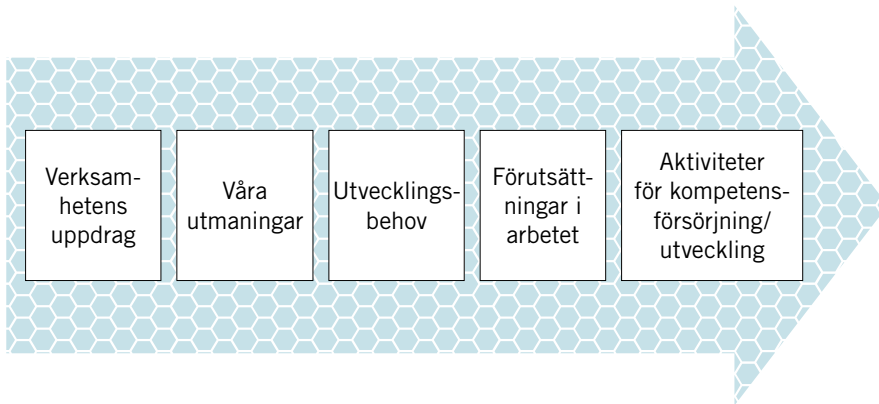 Verksam-
hetens
uppdrag
Våra
utmaningar
Utvecklings-
behov
Förutsätt-
ningar i
arbetet
Aktiviteter
för kompetens-
försörjning/
utveckling